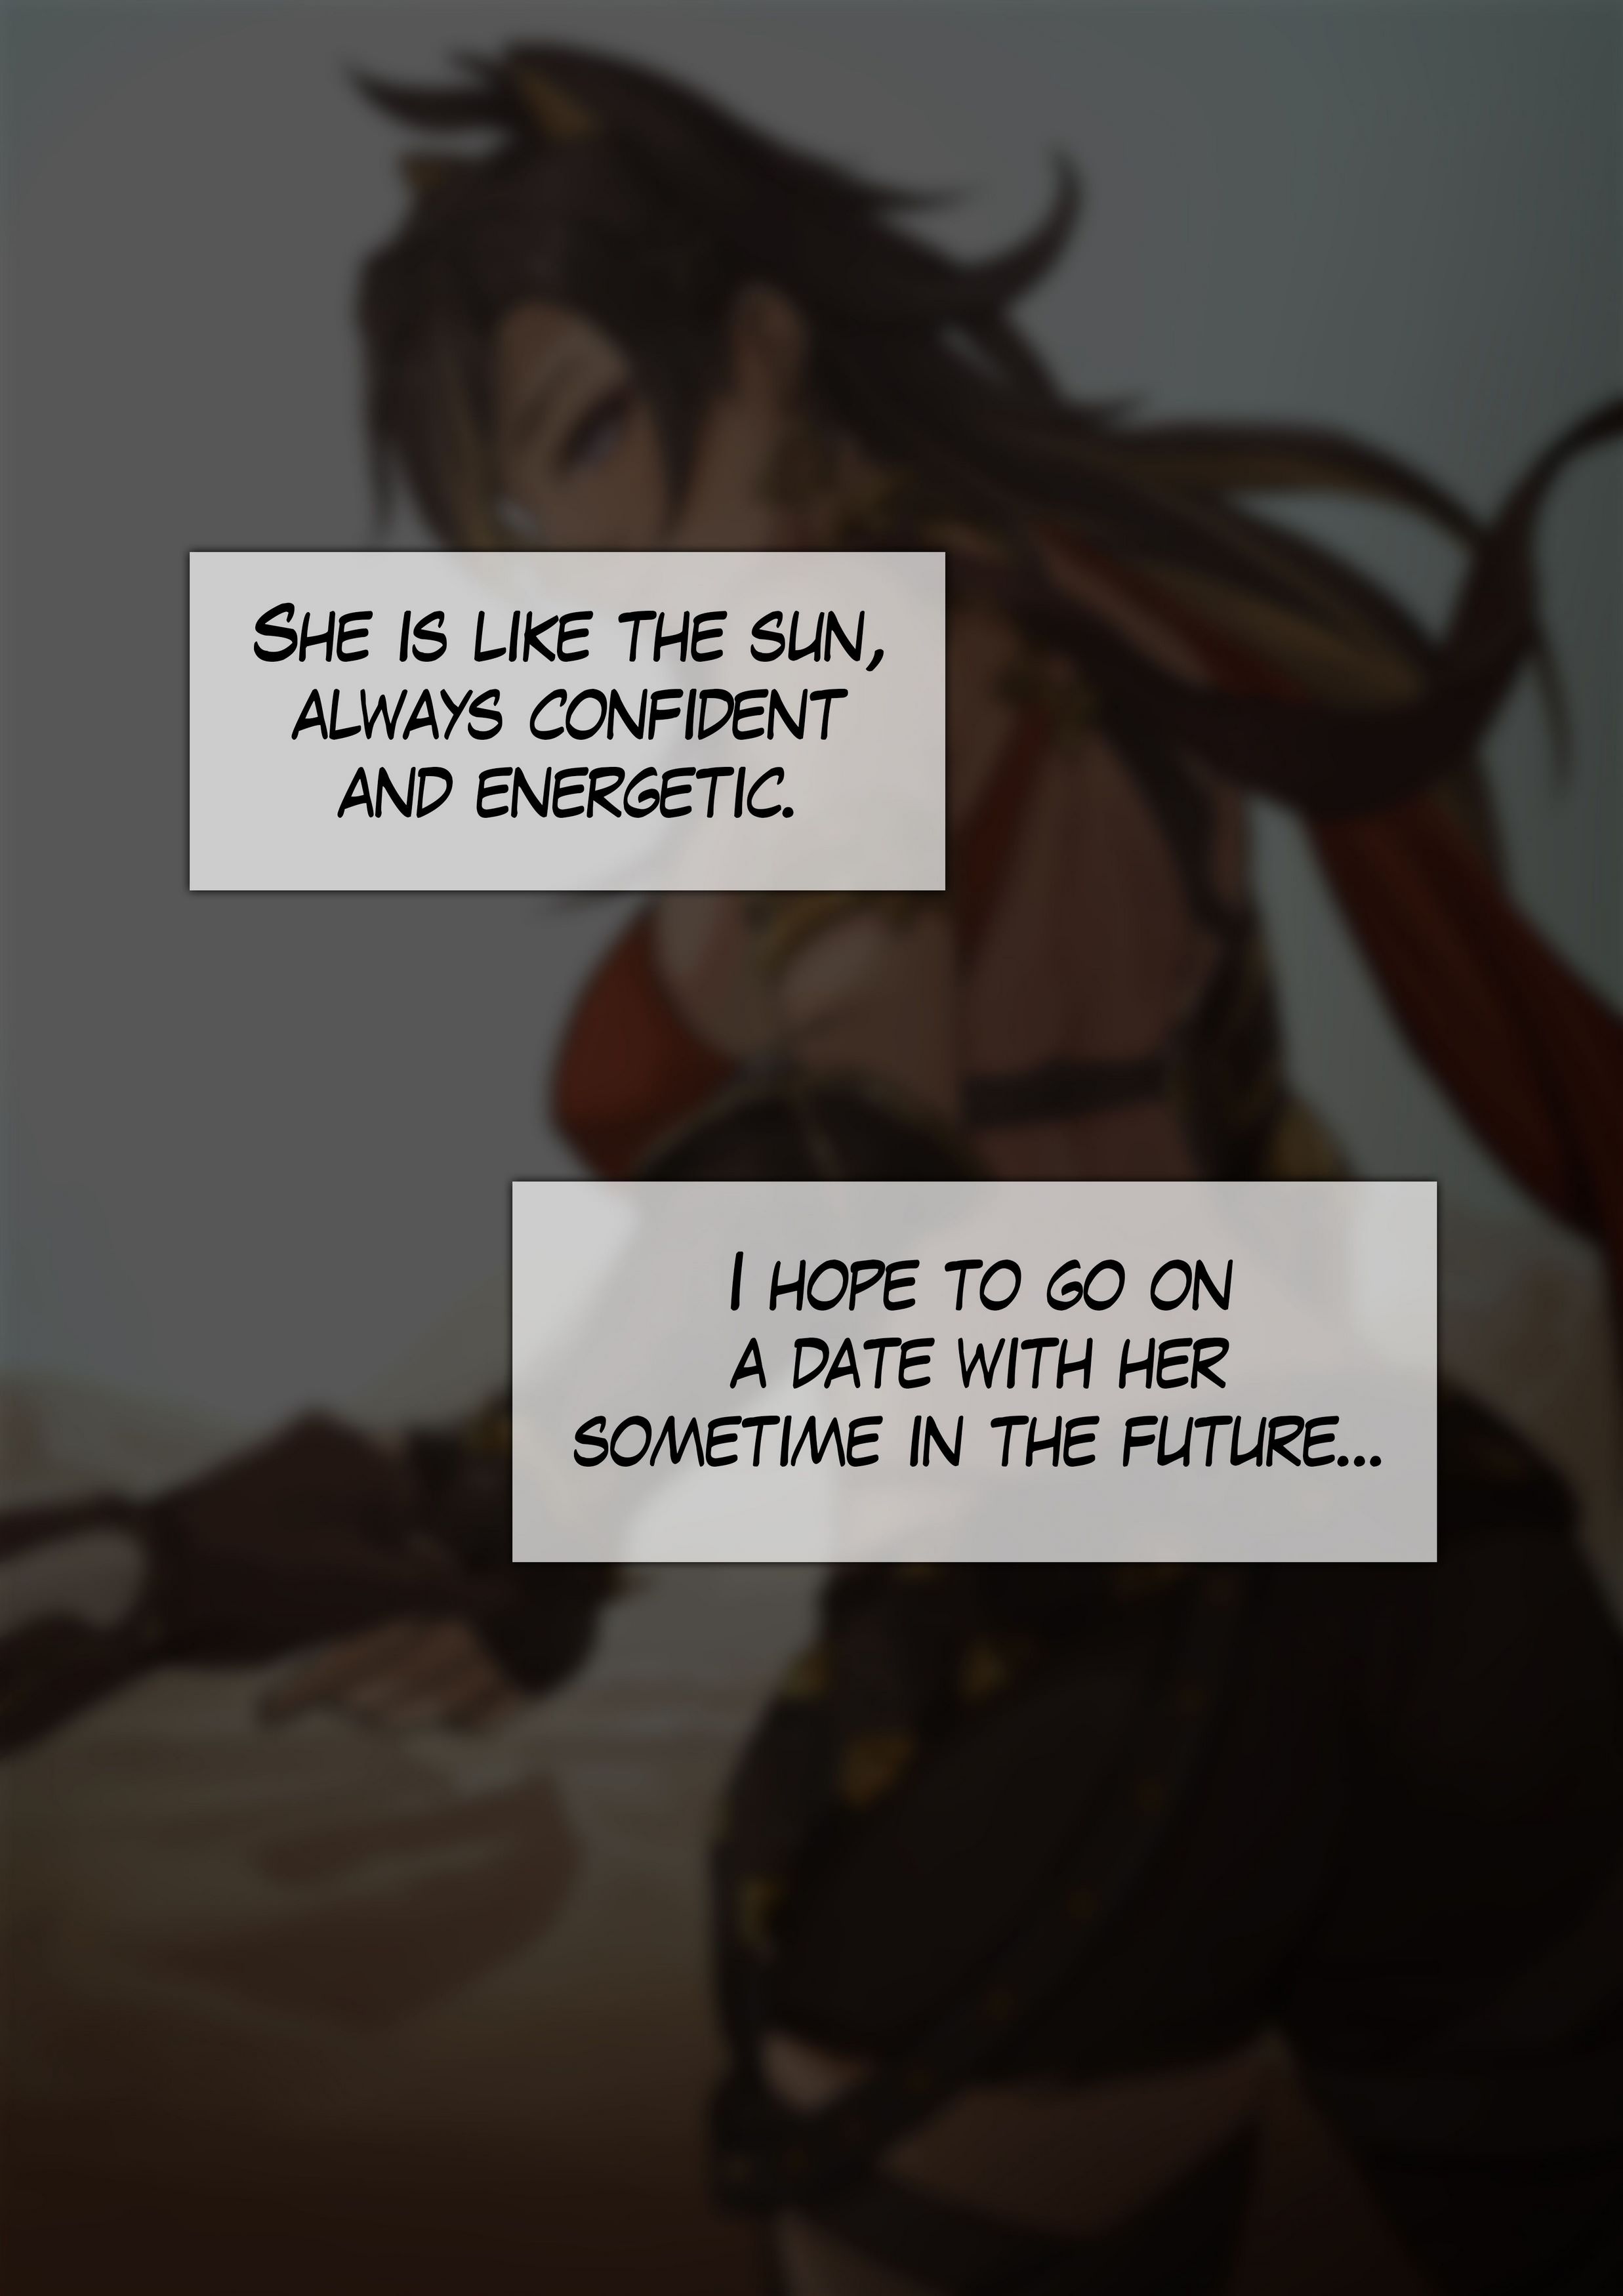 She is like the sun,
always confident
and energetic.
I hope to go on
a date with her
sometime in the future...